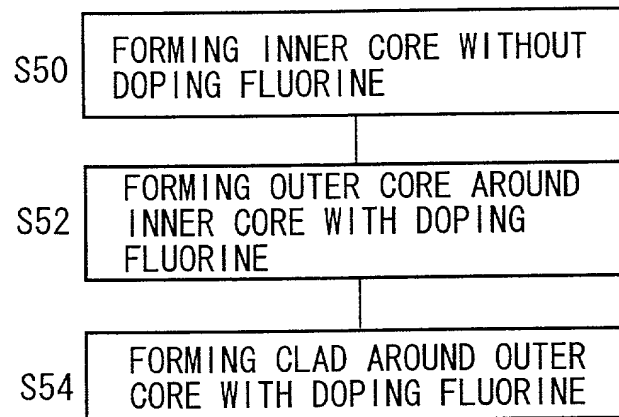 S50
FORMING INNER CORE WITHOUT
DOPING FLUORINE
S52
FORMING OUTER CORE AROUND
INNER CORE WITH DOPING
FLUORINE
S54
FORMING CLAD AROUND OUTER
CORE WITH DOPING FLUORINE